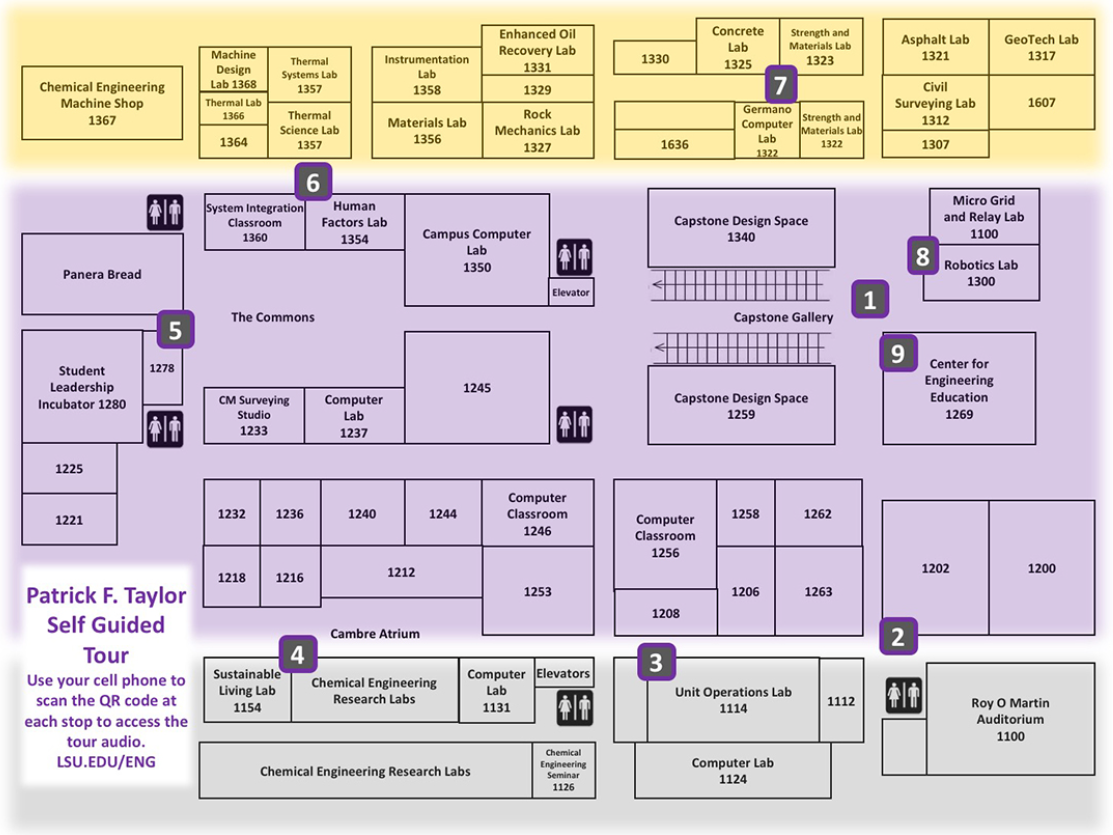 Chemical Engineering
Machine Shop
1367
Machine
Design
Lab 1368
Thermal
Systems Lab
1357
Thermal Lab
1366
1364
Thermal
Science Lab
1357
Instrumentation
Lab
1358
Materials Lab
1356
Enhanced Oil
Recovery Lab
1331
1329
Rock
Mechanics Lab
1327
1330
Concrete
Lab
1325
Strength and
Materials Lab
1323
7
1636
Germano
Computer
Lab
1322
Strength and
Materials Lab
1322
Asphalt Lab
1321
GeoTech Lab
1317
Civil
Surveying Lab
1312
1607
1307
6
System Integration
Classroom
1360
Human
Factors Lab
1354
Campus Computer
Lab
1350
Elevator
Capstone Design Space
1340
Micro Grid
and Relay Lab
1100
8
Robotics Lab
1300
1
Panera Bread
5
The Commons
Capstone Gallery
Student
Leadership
Incubator 1280
1278
1225
1221
CM Surveying
Studio
1233
Computer
Lab
1237
1245
Capstone Design Space
1259
9
Center for
Engineering
Education
1269
1232
1236
1240
1244
Computer
Classroom
1246
1218
1216
1212
1253
Computer
Classroom
1256
1258
1262
1208
1206
1263
1202
1200
2
Cambre Atrium
4
3
Sustainable
Living Lab
1154
Chemical Engineering
Research Labs
Computer
Lab
1131
Elevators
Unit Operations Lab
1114
1112
Roy O Martin
Auditorium
1100
Chemical Engineering Research Labs
Chemical
Engineering
Seminar
1126
Computer Lab
1124
Patrick F. Taylor
Self Guided
Tour
Use your cell phone to
scan the QR code at
each stop to access the
tour audio.
LSU.EDU/ENG